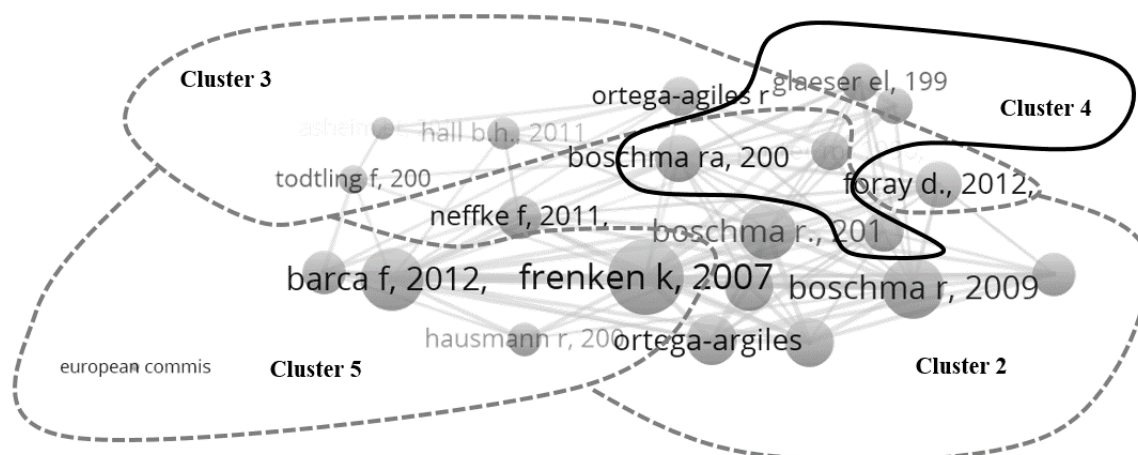 Cluster 3
glaeser el, 199
ortega-agiles r
Cluster 4
hall b.h., 2011
boschma ra, 200
todtling f, 200
foray d., 2012,
neffke f, 2011,
boschma r., 201
barca f, 2012,
frenken k, 2007
boschma r, 2009
hausmann r, 200
ortega-argiles
european commis
Cluster 5
Cluster 2